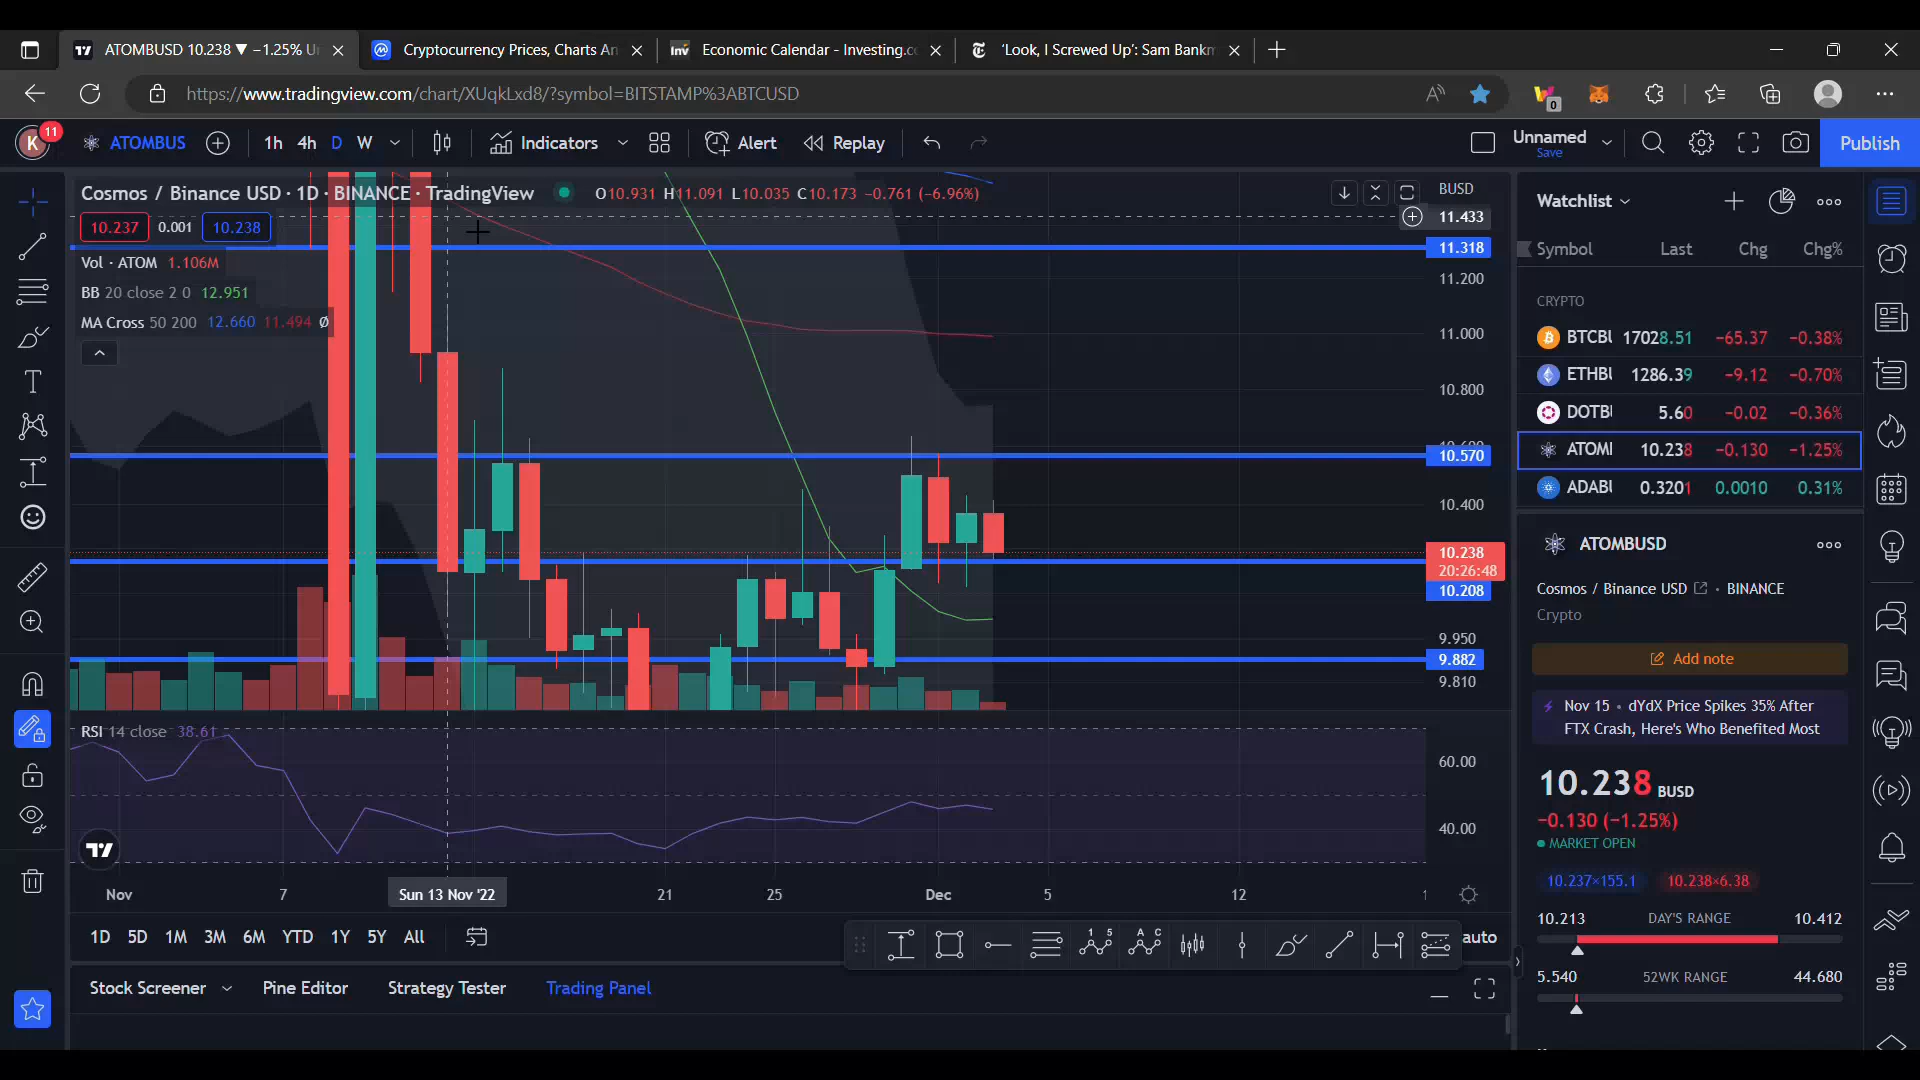 ATOMBUSD 10.238 ▼ −1.25% U
Cryptocurrency Prices, Charts An
Economic Calendar - Investing.c
'Look, I Screwed Up': Sam Bankm
https://www.tradingview.com/chart/XUqkLxd8/?symbol=BITSTAMP%3ABTCUSD
0
K 11
ATOMBUS 1h 4h D W Indicators Alert Replay
Unnamed
Save
Publish
Cosmos / Binance USD · 1D · BINANCE · TradingView O10.931 H11.091 L10.035 C10.173 −0.761 (−6.96%)
10.237 0.001 10.238
Vol · ATOM 1.106M
BB 20 close 2 0 12.951
MA Cross 50 200 12.660 11.494 Ø
BUSD
11.433
11.318
11.200
11.000
10.800
10.570
10.400
10.238
20:26:48
10.208
9.950
9.882
9.810
RSI 14 close 38.61
60.00
40.00
Nov 7 Sun 13 Nov '22 21 25 Dec 5 12
1D 5D 1M 3M 6M YTD 1Y 5Y All
auto
Stock Screener Pine Editor Strategy Tester Trading Panel
Watchlist
Symbol Last Chg Chg%
CRYPTO
BTCBU 17028.51 −65.37 −0.38%
ETHBU 1286.39 −9.12 −0.70%
DOTBU 5.60 −0.02 −0.36%
ATOM 10.238 −0.130 −1.25%
ADABU 0.3201 0.0010 0.31%
ATOMBUSD
Cosmos / Binance USD · BINANCE
Crypto
Add note
Nov 15 • dYdX Price Spikes 35% After
FTX Crash, Here's Who Benefited Most
10.238 BUSD
−0.130 (−1.25%)
MARKET OPEN
10.237×155.1 10.238×6.38
10.213 DAY'S RANGE 10.412
5.540 52WK RANGE 44.680